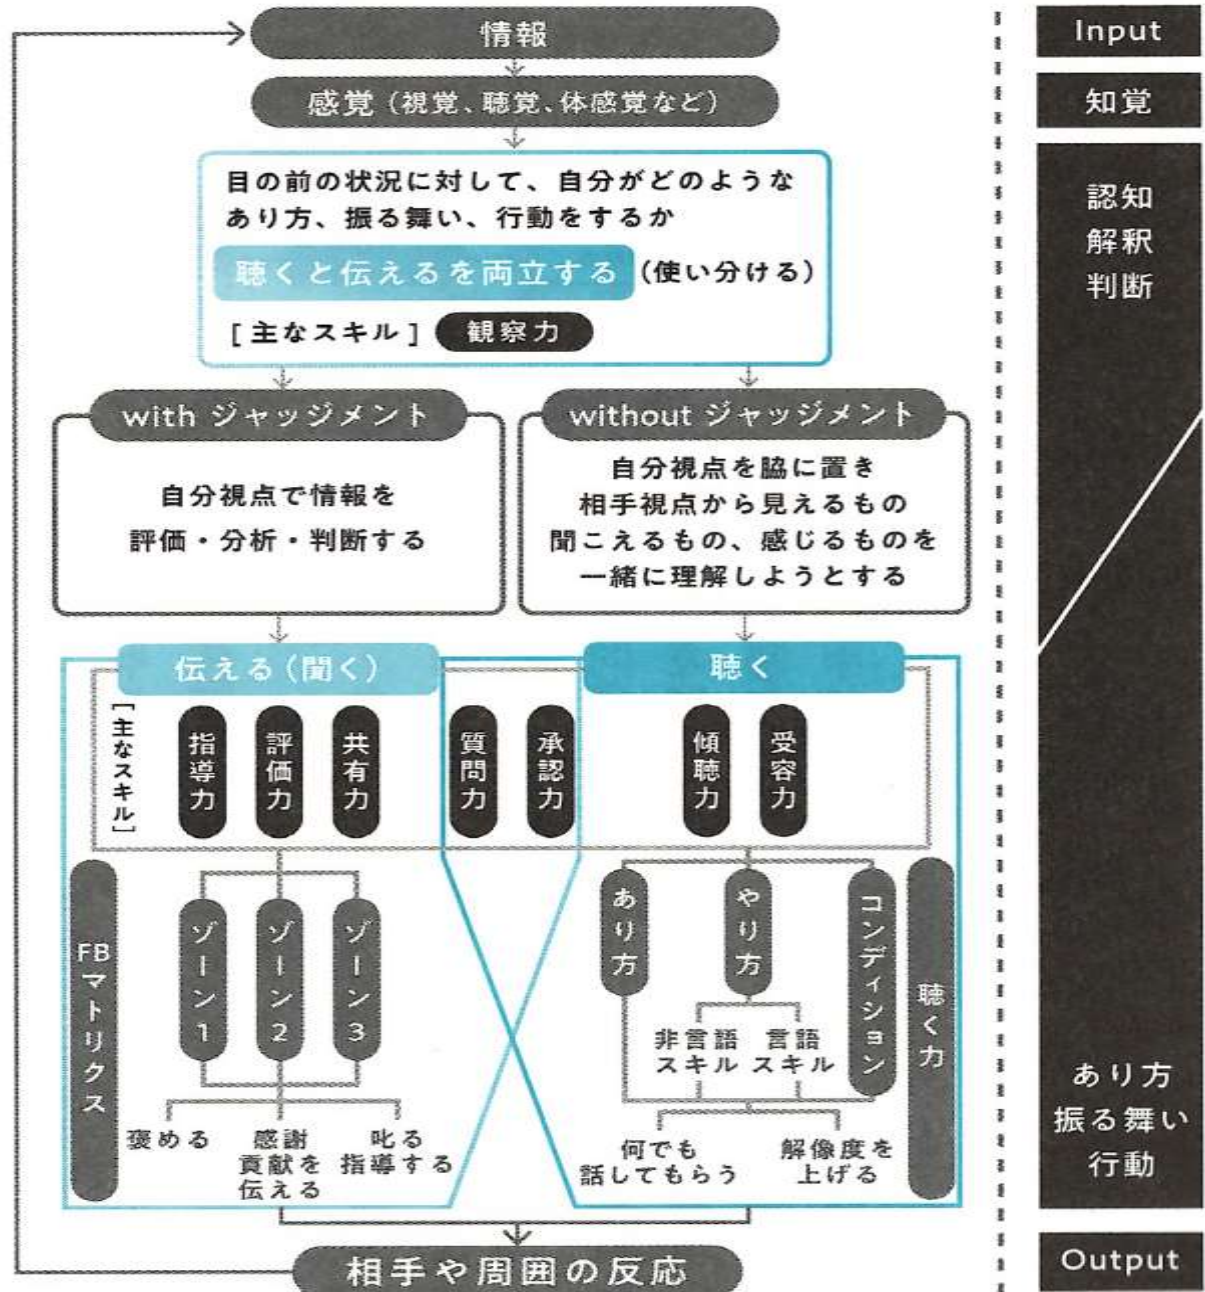 情報
感覚（視覚、聴覚、体感覚など）
目の前の状況に対して、自分がどのような
あり方、振る舞い、行動をするか
聴くと伝えるを両立する（使い分ける）
[主なスキル] 観察力
with ジャッジメント
自分視点で情報を
評価・分析・判断する
without ジャッジメント
自分視点を脇に置き
相手視点から見えるもの
聞こえるもの、感じるものを
一緒に理解しようとする
伝える（聞く）
聴く
[主なスキル]
指導力
評価力
共有力
質問力
承認力
傾聴力
受容力
FBマトリクス
ゾーン1
ゾーン2
ゾーン3
褒める
感謝
貢献を
伝える
叱る
指導する
あり方
やり方
コンディション
非言語
スキル
言語
スキル
何でも
話してもらう
解像度を
上げる
聴く力
相手や周囲の反応
Input
知覚
認知
解釈
判断
あり方
振る舞い
行動
Output